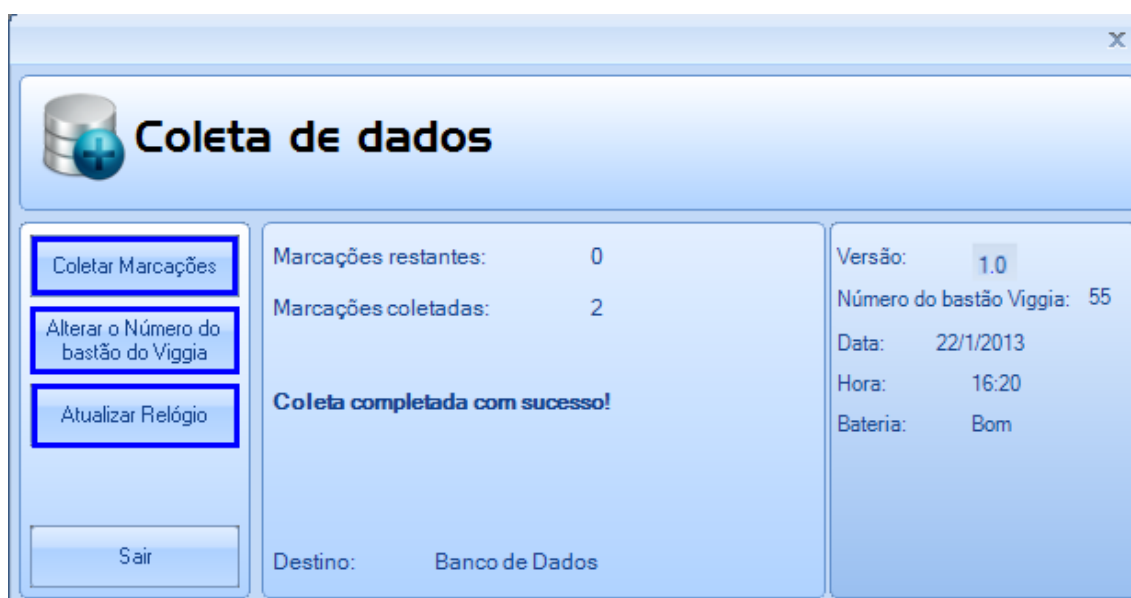 x
Coleta de dados
Coletar Marcações
Alterar o Número do
bastão do Viggia
Atualizar Relógio
Sair
Marcações restantes: 0
Marcações coletadas: 2
Coleta completada com sucesso!
Destino: Banco de Dados
Versão: 1.0
Número do bastão Viggia: 55
Data: 22/1/2013
Hora: 16:20
Bateria: Bom